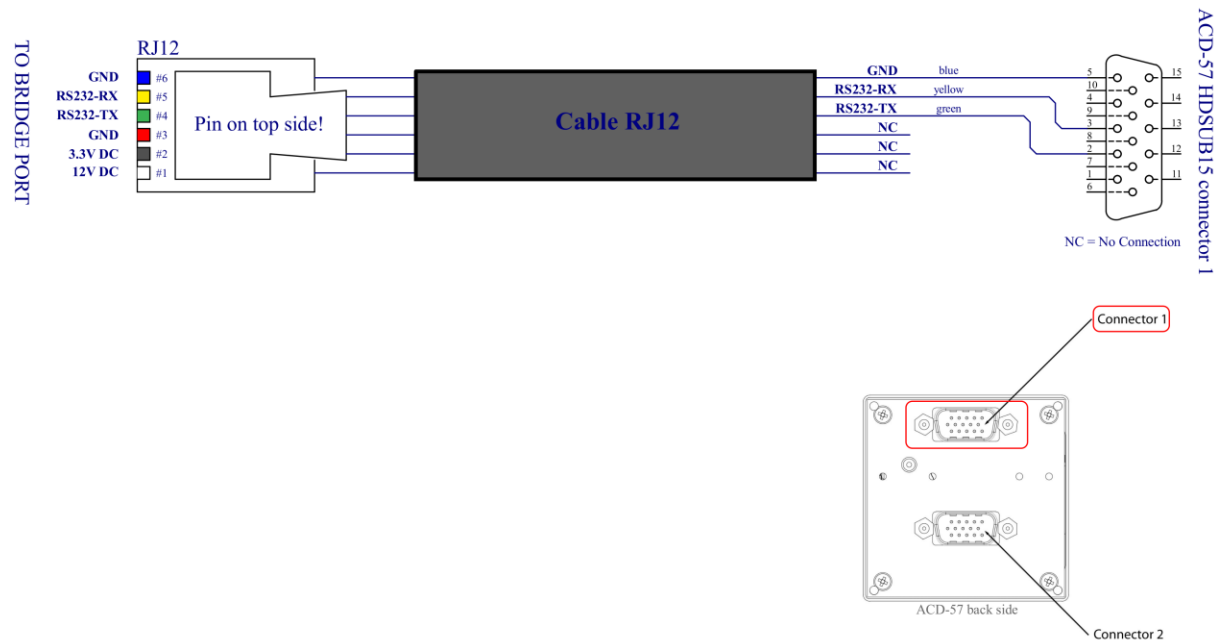 TO BRIDGE PORT
RJ12
GND #6
RS232-RX #5
RS232-TX #4
GND #3
3.3V DC #2
12V DC #1
Pin on top side!
Cable RJ12
GND blue
RS232-RX yellow
RS232-TX green
NC
NC
NC
5
10
4
9
3
8
2
7
1
6
15
14
13
12
11
NC = No Connection
ACD-57 HDSUB15 connector 1
Connector 1
ACD-57 back side
Connector 2